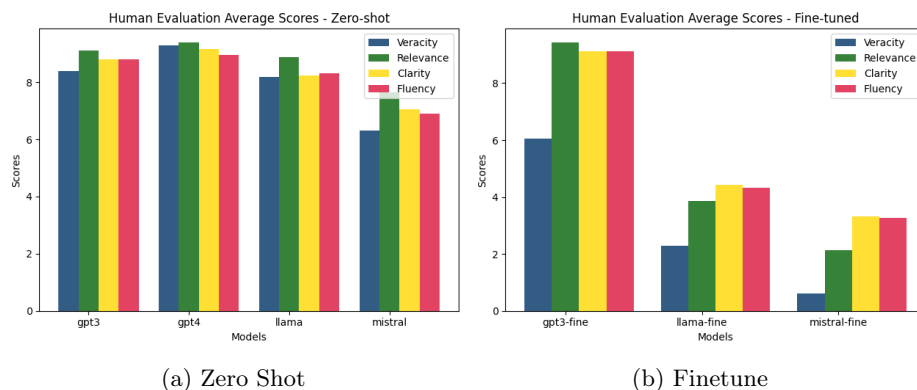 Human Evaluation Average Scores - Zero-shot
Veracity
Relevance
Clarity
Fluency
8
6
4
2
0
Scores
gpt3 gpt4 llama mistral
Models
(a) Zero Shot
Human Evaluation Average Scores - Fine-tuned
Veracity
Relevance
Clarity
Fluency
8
6
4
2
0
Scores
gpt3-fine llama-fine mistral-fine
Models
(b) Finetune